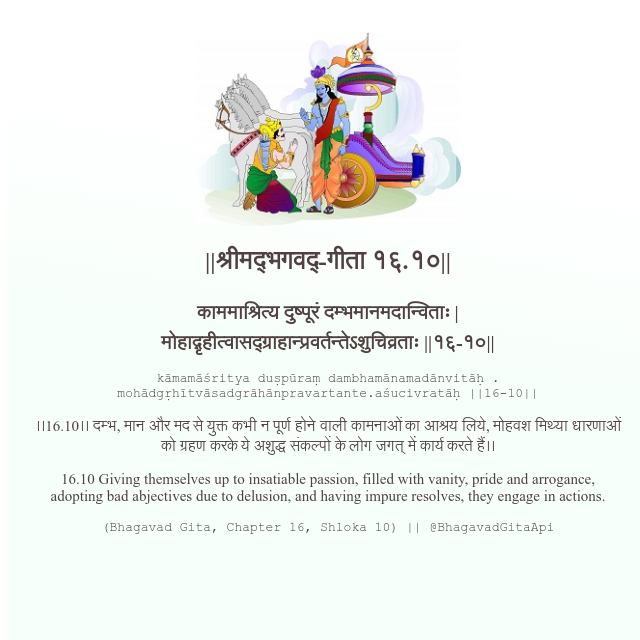 ||श्रीमद्‍भगवद्‍-गीता १६.१०||
काममाश्रित्य दुष्पूरं दम्भमानमदान्विताः |
मोहाद्गृहीत्वासद्ग्राहान्प्रवर्तन्तेऽशुचिव्रताः ||१६-१०||
kāmamāśritya duṣpūraṃ dambhamānamadānvitāḥ .
mohādgṛhītvāsadgrāhānpravartante.aśucivratāḥ ||16-10||
।।16.10।। दम्भ, मान और मद से युक्त कभी न पूर्ण होने वाली कामनाओं का आश्रय लिये, मोहवश मिथ्या धारणाओं
को ग्रहण करके ये अशुद्ध संकल्पों के लोग जगत् में कार्य करते हैं।।
16.10 Giving themselves up to insatiable passion, filled with vanity, pride and arrogance,
adopting bad abjectives due to delusion, and having impure resolves, they engage in actions.
(Bhagavad Gita, Chapter 16, Shloka 10) || @BhagavadGitaApi